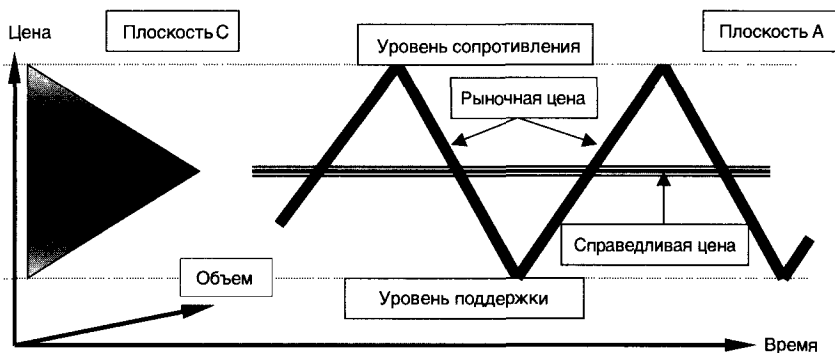 Цена
Плоскость С
Уровень сопротивления
Плоскость А
Рыночная цена
Справедливая цена
Объем
Уровень поддержки
Время